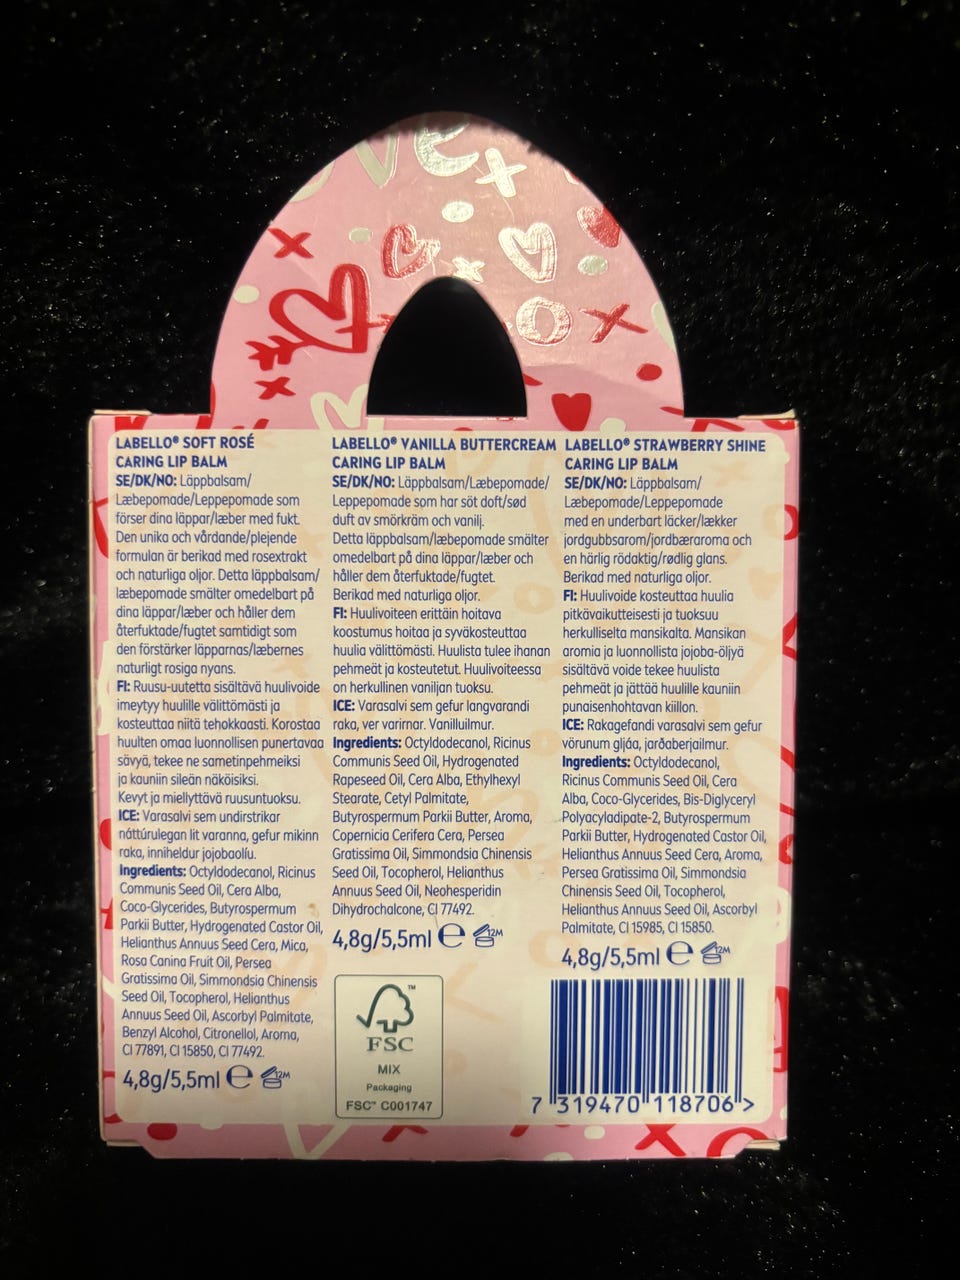 VE
x
x
x
OX
x
LABELLO® SOFT ROSÉ
CARING LIP BALM
SE/DK/NO: Läppbalsam/
Læbepomade/Leppepomade som
förser dina läppar/læber med fukt.
Den unika och vårdande/plejende
formulan är berikad med rosextrakt
och naturliga oljor. Detta läppbalsam/
læbepomade smälter omedelbart på
dina läppar/læber och håller dem
återfuktade/fugtet samtidigt som
den förstärker läpparnas/læbernes
naturligt rosiga nyans.
FI: Ruusu-uutetta sisältävä huulivoide
imeytyy huulille välittömästi ja
kosteuttaa niitä tehokkaasti. Korostaa
huulten omaa luonnollisen punertavaa
sävyä, tekee ne sametinpehmeiksi
ja kauniin sileän näköisiksi.
Kevyt ja miellyttävä ruusuntuoksu.
ICE: Varasalvi sem undirstrikar
náttúrulegan lit varanna, gefur mikinn
raka, inniheldur jojobaolíu.
Ingredients: Octyldodecanol, Ricinus
Communis Seed Oil, Cera Alba,
Coco-Glycerides, Butyrospermum
Parkii Butter, Hydrogenated Castor Oil,
Helianthus Annuus Seed Cera, Mica,
Rosa Canina Fruit Oil, Persea
Gratissima Oil, Simmondsia Chinensis
Seed Oil, Tocopherol, Helianthus
Annuus Seed Oil, Ascorbyl Palmitate,
Benzyl Alcohol, Citronellol, Aroma,
CI 77891, CI 15850, CI 77492.
4,8g/5,5ml e 12M
LABELLO® VANILLA BUTTERCREAM
CARING LIP BALM
SE/DK/NO: Läppbalsam/Læbepomade/
Leppepomade som har söt doft/sød
duft av smörkräm och vanilj.
Detta läppbalsam/læbepomade smälter
omedelbart på dina läppar/læber och
håller dem återfuktade/fugtet.
Berikad med naturliga oljor.
FI: Huulivoiteen erittäin hoitava
koostumus hoitaa ja syväkosteuttaa
huulia välittömästi. Huulista tulee ihanan
pehmeät ja kosteutetut. Huulivoiteessa
on herkullinen vaniljan tuoksu.
ICE: Varasalvi sem gefur langvarandi
raka, ver varirnar. Vanilluilmur.
Ingredients: Octyldodecanol, Ricinus
Communis Seed Oil, Hydrogenated
Rapeseed Oil, Cera Alba, Ethylhexyl
Stearate, Cetyl Palmitate,
Butyrospermum Parkii Butter, Aroma,
Copernicia Cerifera Cera, Persea
Gratissima Oil, Simmondsia Chinensis
Seed Oil, Tocopherol, Helianthus
Annuus Seed Oil, Neohesperidin
Dihydrochalcone, CI 77492.
4,8g/5,5ml e 12M
FSC™
MIX
Packaging
FSC™ C001747
LABELLO® STRAWBERRY SHINE
CARING LIP BALM
SE/DK/NO: Läppbalsam/
Læbepomade/Leppepomade
med en underbart läcker/lækker
jordgubbsarom/jordbæraroma och
en härlig rödaktig/rødlig glans.
Berikad med naturliga oljor.
FI: Huulivoide kosteuttaa huulia
pitkävaikutteisesti ja tuoksuu
herkulliselta mansikalta. Mansikan
aromia ja luonnollista jojoba-öljyä
sisältävä voide tekee huulista
pehmeät ja jättää huulille kauniin
punaisenhohtavan kiillon.
ICE: Rakagefandi varasalvi sem gefur
vörunum gljáa, jarðaberjailmur.
Ingredients: Octyldodecanol,
Ricinus Communis Seed Oil, Cera
Alba, Coco-Glycerides, Bis-Diglyceryl
Polyacyladipate-2, Butyrospermum
Parkii Butter, Hydrogenated Castor Oil,
Helianthus Annuus Seed Cera, Aroma,
Persea Gratissima Oil, Simmondsia
Chinensis Seed Oil, Tocopherol,
Helianthus Annuus Seed Oil, Ascorbyl
Palmitate, CI 15985, CI 15850.
4,8g/5,5ml e 12M
7 319470 118706 >